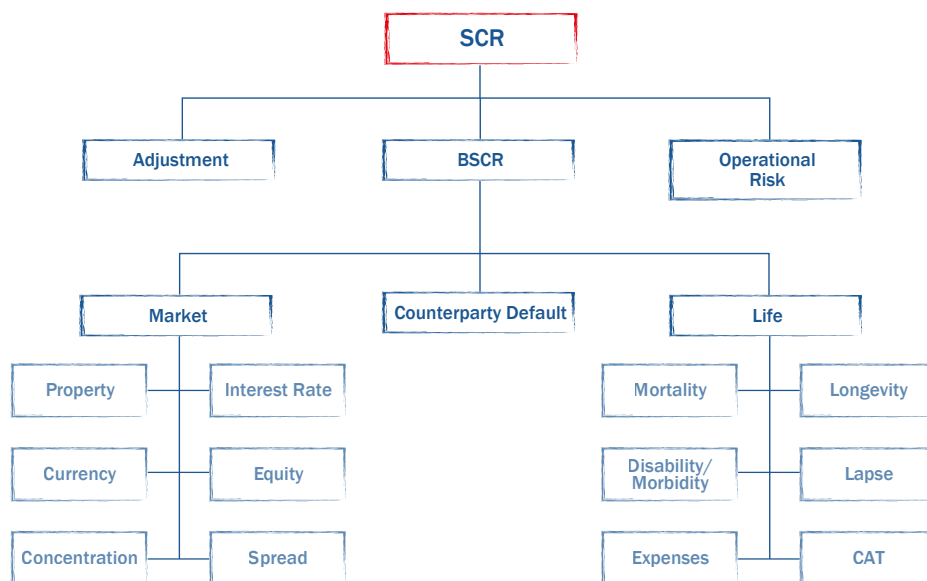 SCR
Adjustment
BSCR
Operational
Risk
Market
Counterparty Default
Life
Property
Interest Rate
Mortality
Longevity
Currency
Equity
Disability/
Morbidity
Lapse
Concentration
Spread
Expenses
CAT